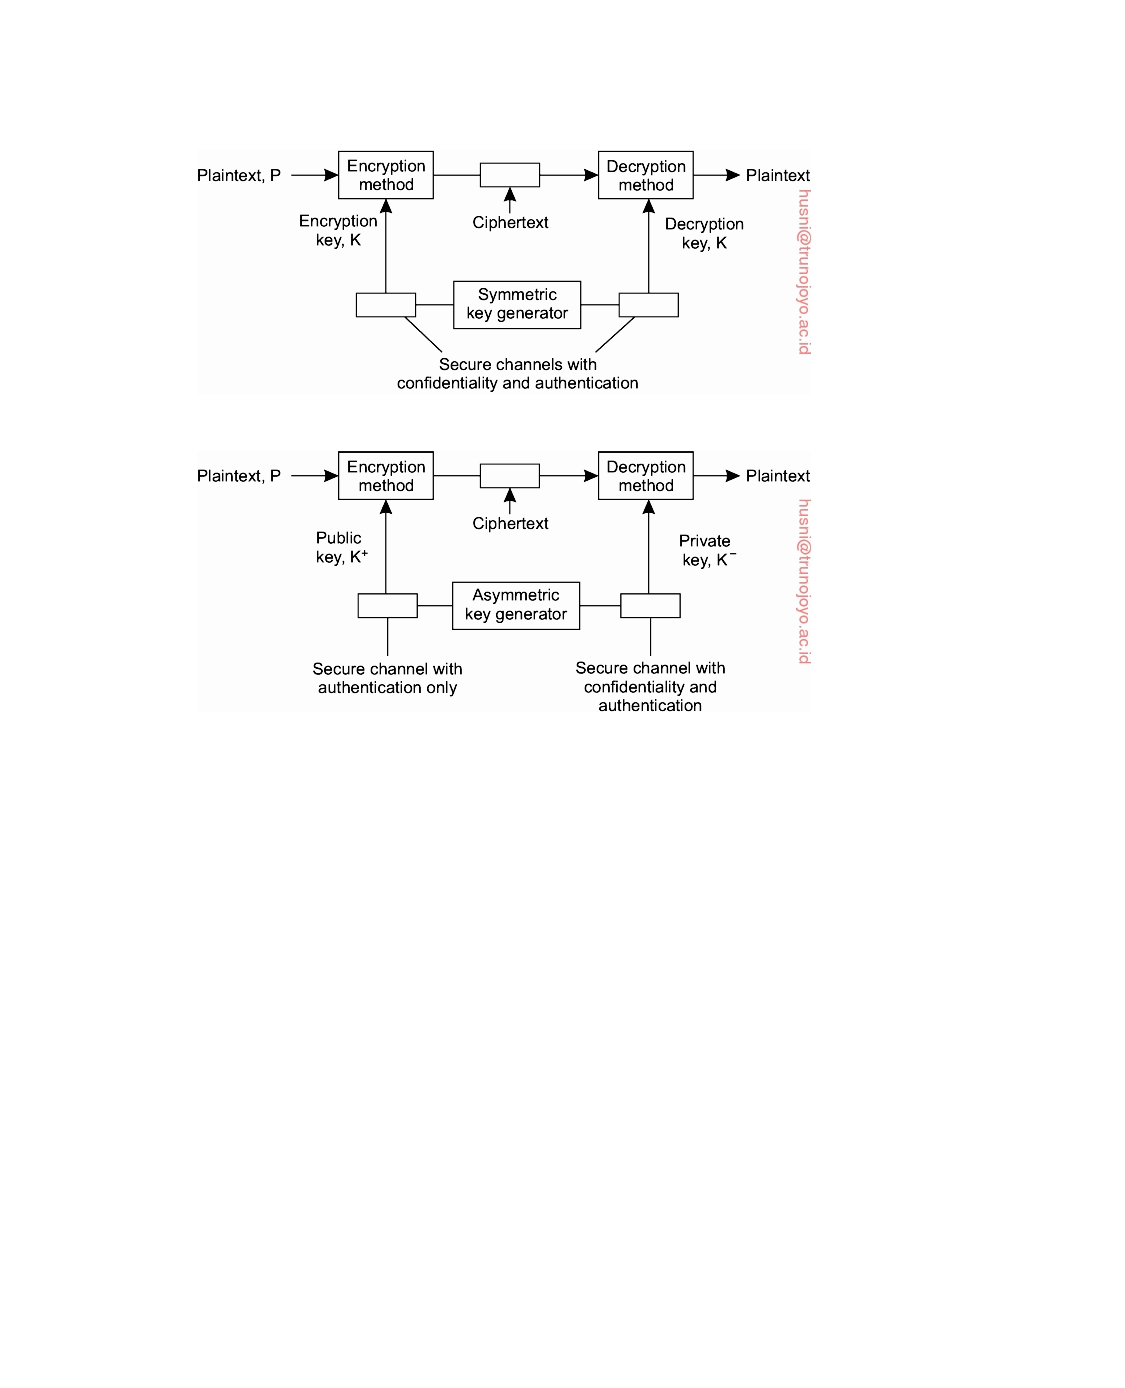 Plaintext, P
Encryption
method
Ciphertext
Decryption
method
Plaintext
Encryption
key, K
Decryption
key, K
Symmetric
key generator
Secure channels with
confidentiality and authentication
husni@trunojoyo.ac.id
Plaintext, P
Encryption
method
Ciphertext
Decryption
method
Plaintext
Public
key, K⁺
Private
key, K⁻
Asymmetric
key generator
Secure channel with
authentication only
Secure channel with
confidentiality and
authentication
husni@trunojoyo.ac.id